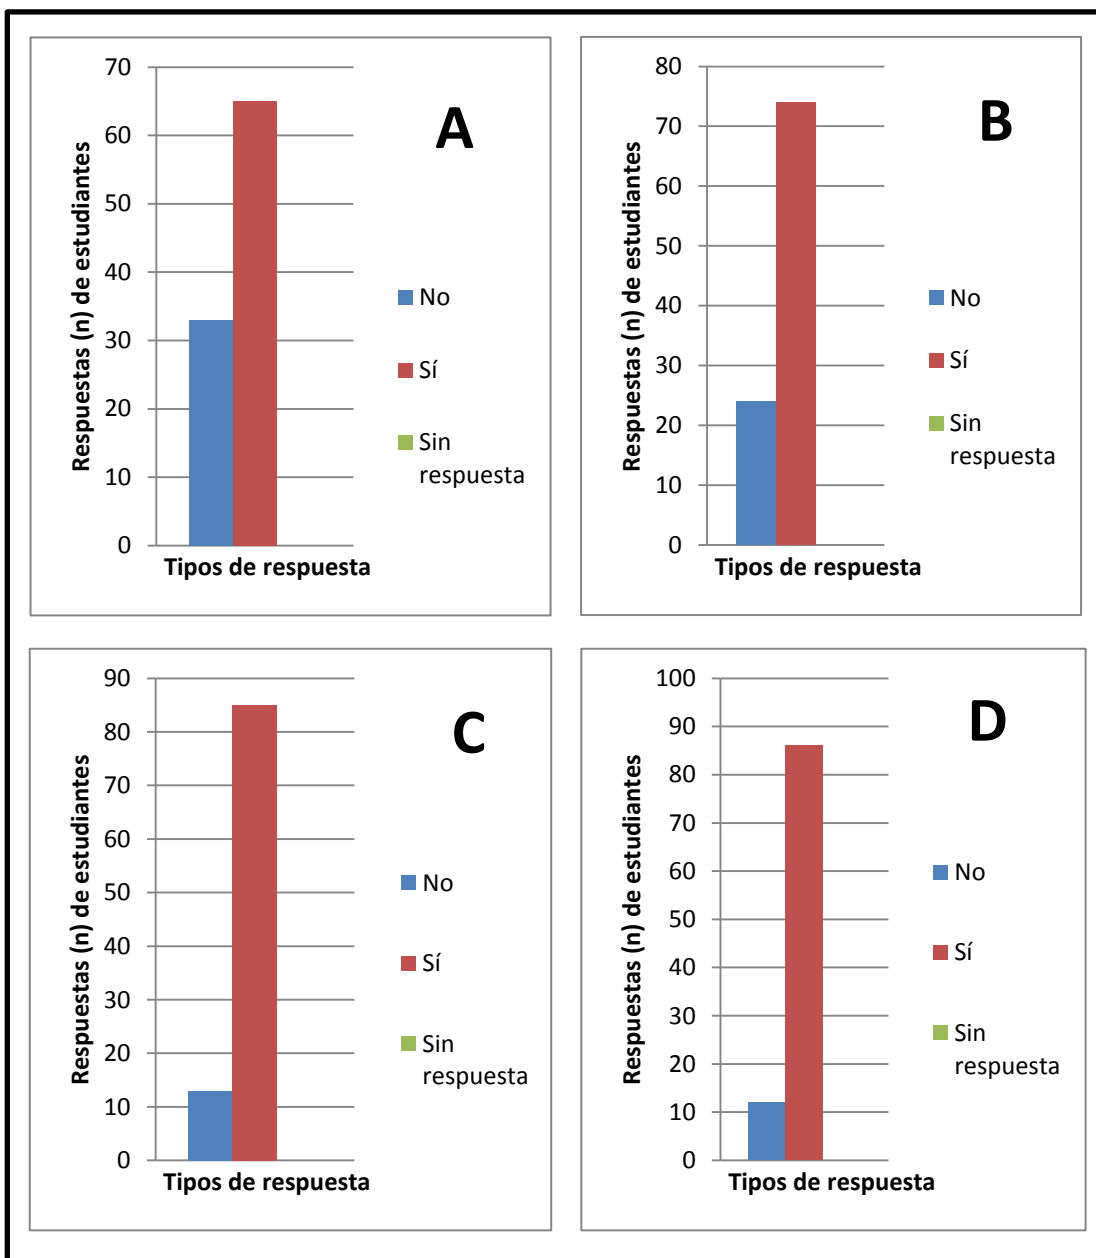 A
Respuestas (n) de estudiantes
70
60
50
40
30
20
10
0
Tipos de respuesta
No
Sí
Sin
respuesta
B
Respuestas (n) de estudiantes
80
70
60
50
40
30
20
10
0
Tipos de respuesta
No
Sí
Sin
respuesta
C
Respuestas (n) de estudiantes
90
80
70
60
50
40
30
20
10
0
Tipos de respuesta
No
Sí
Sin
respuesta
D
Respuestas (n) de estudiantes
100
90
80
70
60
50
40
30
20
10
0
Tipos de respuesta
No
Sí
Sin
respuesta